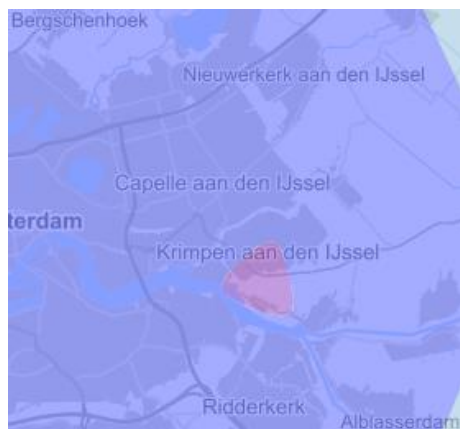 Bergschenhoek
Nieuwerkerk aan den IJssel
Capelle aan den IJssel
terdam
Krimpen aan den IJssel
Ridderkerk
Alblasserdam